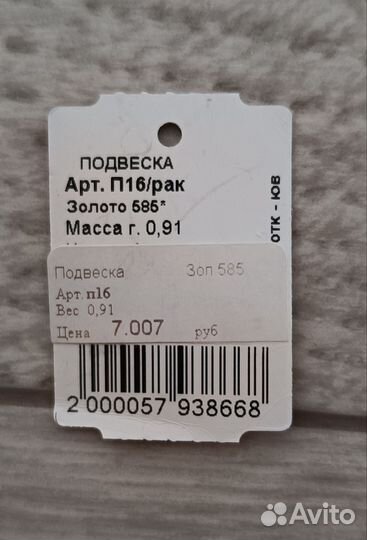 ПОДВЕСКА
Арт. П16/рак
Золото 585*
Масса г. 0,91
ОТК - ЮВ
Подвеска Зол 585
Арт. п16
Вес 0,91
Цена 7.007 руб
2 000057 938668
Avito